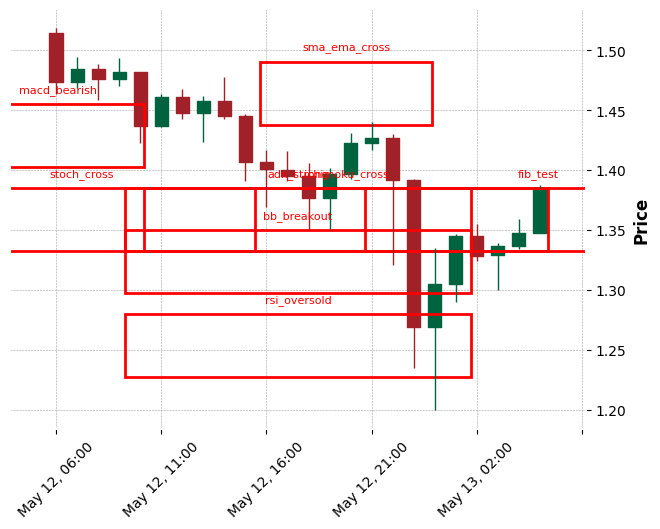 sma_ema_cross
macd_bearish
stoch_cross
fib_test
bb_breakout
rsi_oversold
1.50
1.45
1.40
1.35
1.30
1.25
1.20
Price
May 12, 06:00
May 12, 11:00
May 12, 16:00
May 12, 21:00
May 13, 02:00